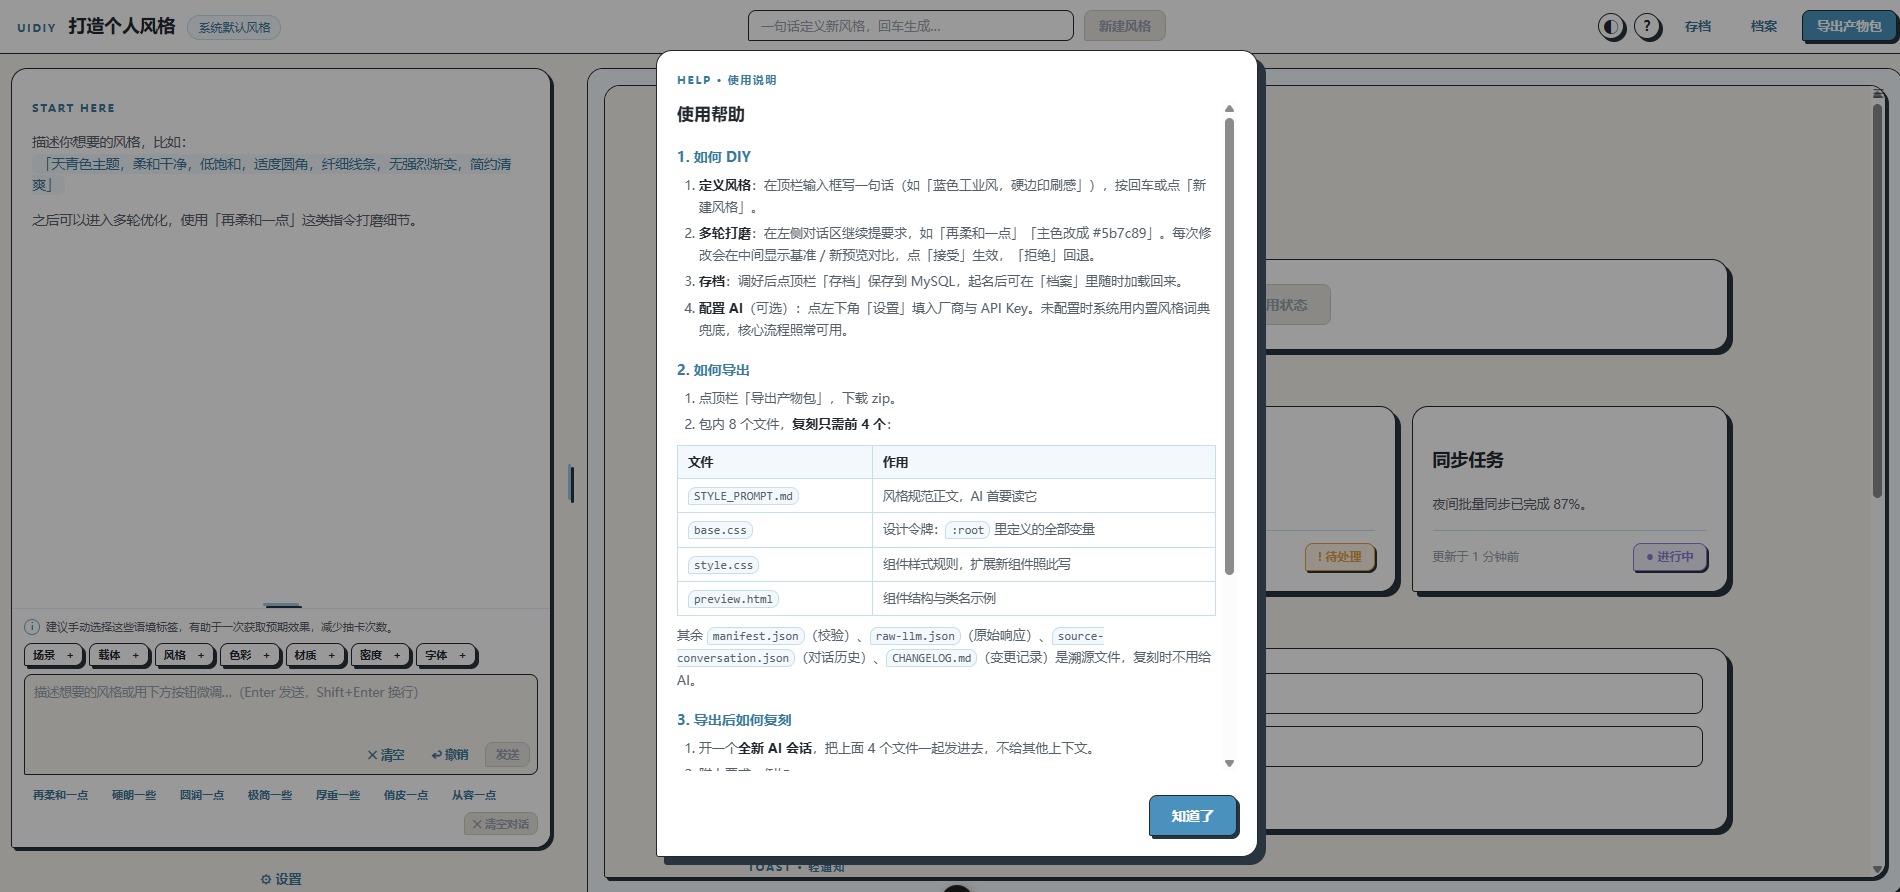 UIDIY 打造个人风格 系统默认风格 一句话定义新风格，回车生成... 新建风格 ? 存档 档案 导出产物包
START HERE
描述你想要的风格，比如：
「天青色主题，柔和干净，低饱和，适度圆角，纤细线条，无强烈渐变，简约清
爽」
之后可以进入多轮优化，使用「再柔和一点」这类指令打磨细节。
建议手动选择这些语境标签，有助于一次获取预期效果，减少抽卡次数。
场景 + 载体 + 风格 + 色彩 + 材质 + 密度 + 字体 +
描述想要的风格或用下方按钮微调...（Enter 发送，Shift+Enter 换行）
✕ 清空 ↩ 撤销 发送
再柔和一点 硬朗一些 圆润一点 极简一些 厚重一些 俏皮一点 从容一点
✕ 清空对话
⚙ 设置
HELP • 使用说明
使用帮助
1. 如何 DIY
1. 定义风格：在顶栏输入框写一句话（如「蓝色工业风，硬边印刷感」），按回车或点「新
建风格」。
2. 多轮打磨：在左侧对话区继续提要求，如「再柔和一点」「主色改成 #5b7c89」。每次修
改会在中间显示基准 / 新预览对比，点「接受」生效，「拒绝」回退。
3. 存档：调好后点顶栏「存档」保存到 MySQL，起名后可在「档案」里随时加载回来。
4. 配置 AI（可选）：点左下角「设置」填入厂商与 API Key。未配置时系统用内置风格词典
兜底，核心流程照常可用。
2. 如何导出
1. 点顶栏「导出产物包」，下载 zip。
2. 包内 8 个文件，复刻只需前 4 个：
文件 作用
STYLE_PROMPT.md 风格规范正文，AI 首要读它
base.css 设计令牌：:root 里定义的全部变量
style.css 组件样式规则，扩展新组件照此写
preview.html 组件结构与类名示例
其余 manifest.json（校验）、raw-llm.json（原始响应）、source-
conversation.json（对话历史）、CHANGELOG.md（变更记录）是溯源文件，复刻时不用给
AI。
3. 导出后如何复刻
1. 开一个全新 AI 会话，把上面 4 个文件一起发进去，不给其他上下文。
知道了
用状态
! 待处理
同步任务
夜间批量同步已完成 87%。
更新于 1 分钟前 • 进行中
TOAST • 轻通知